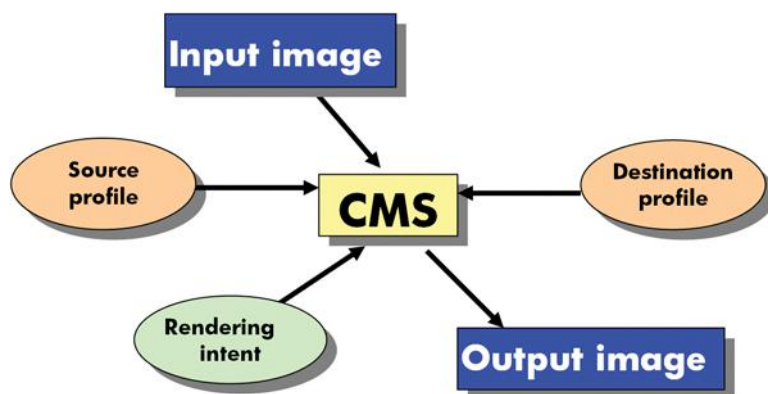 Input image
Source
profile
CMS
Destination
profile
Rendering
intent
Output image